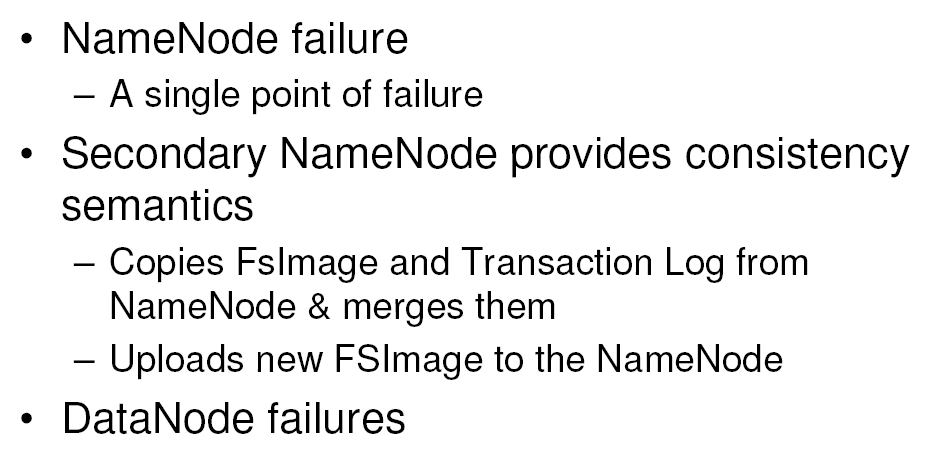 • NameNode failure
– A single point of failure
• Secondary NameNode provides consistency
semantics
– Copies FsImage and Transaction Log from
NameNode & merges them
– Uploads new FSImage to the NameNode
• DataNode failures